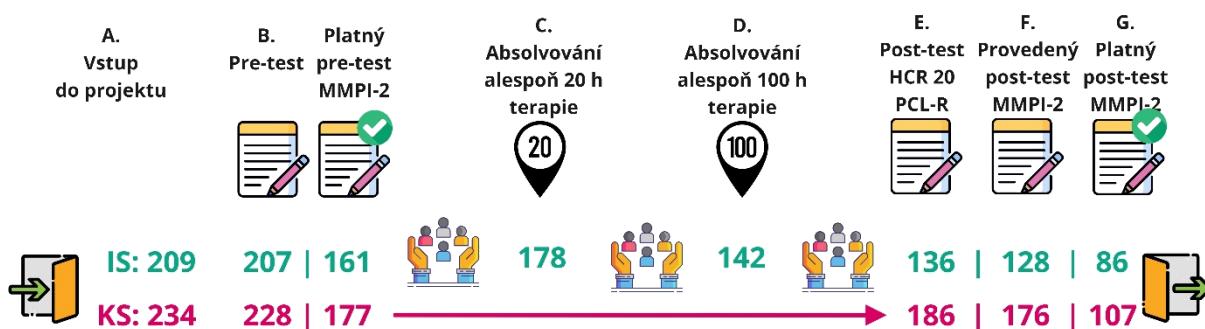 A.
Vstup
do projektu
B.
Pre-test
Platný
pre-test
MMPI-2
C.
Absolvování
alespoň 20 h
terapie
20
D.
Absolvování
alespoň 100 h
terapie
100
E.
Post-test
HCR 20
PCL-R
F.
Provedený
post-test
MMPI-2
G.
Platný
post-test
MMPI-2
IS: 209 207 | 161 178 142 136 | 128 | 86
KS: 234 228 | 177 186 | 176 | 107